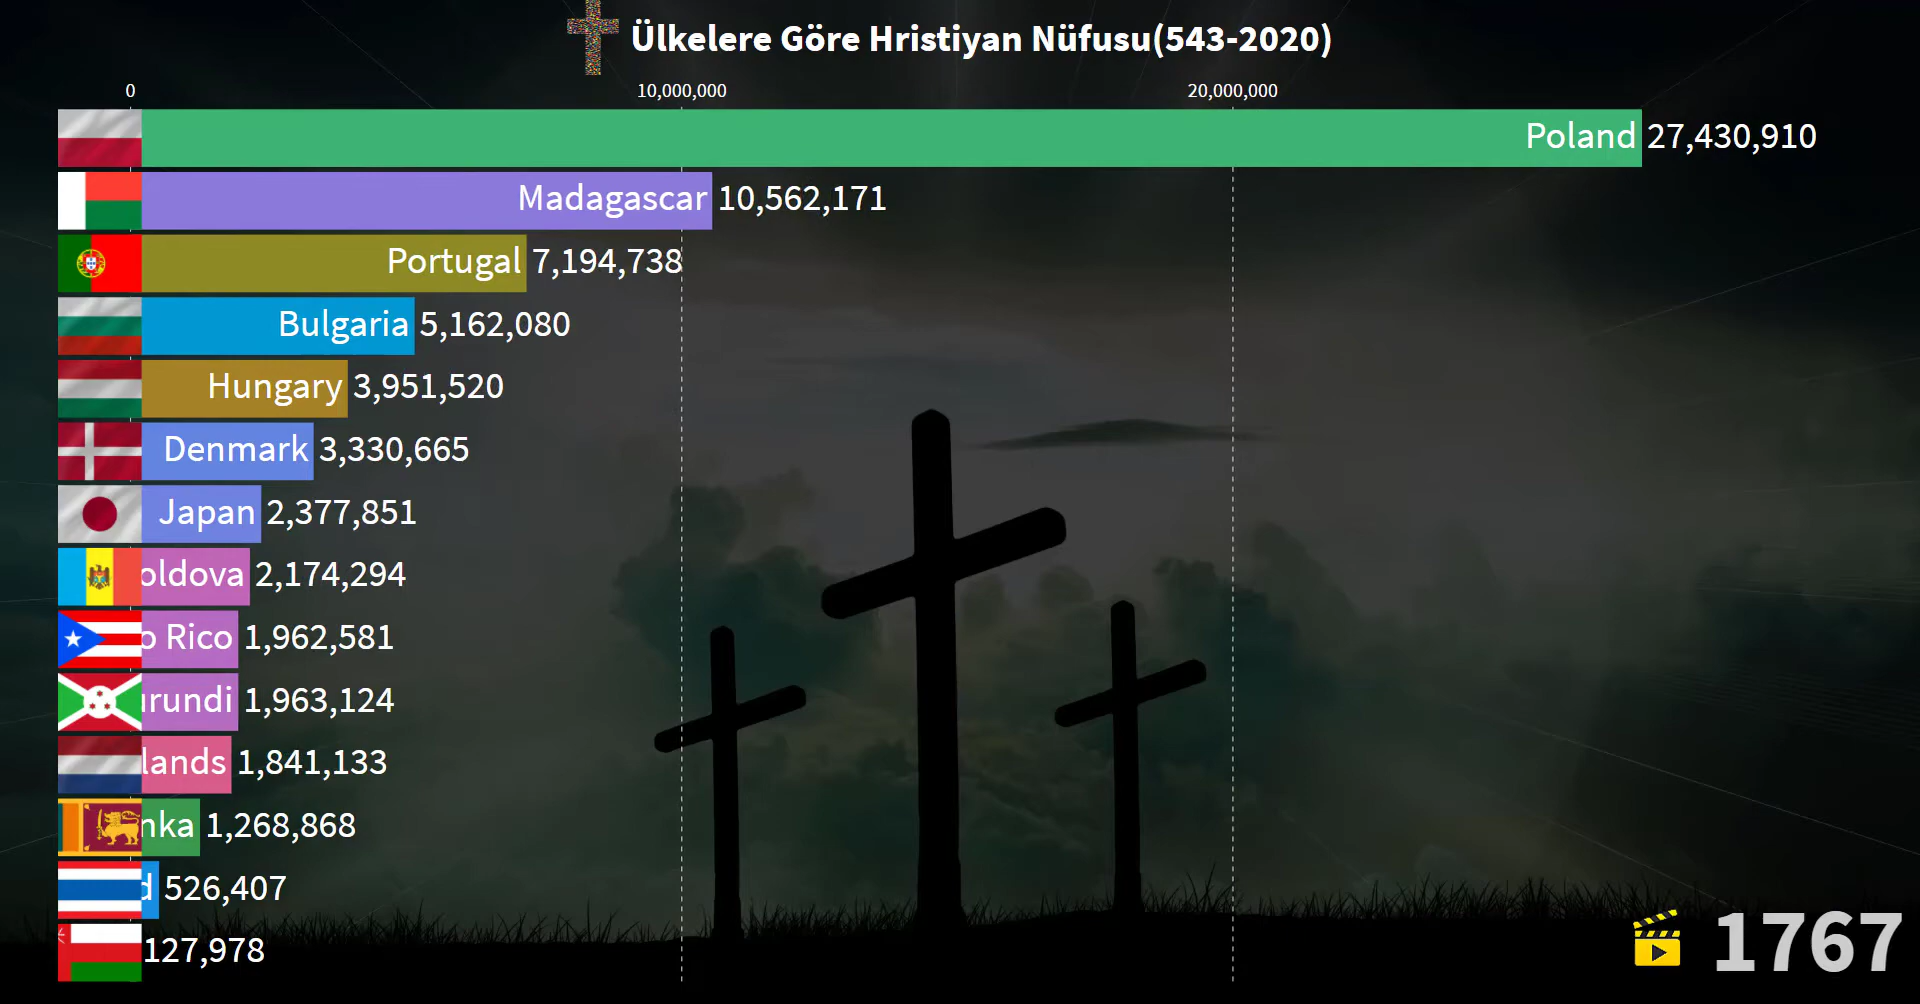 Ülkelere Göre Hristiyan Nüfusu(543-2020)
0 10,000,000 20,000,000
Poland 27,430,910
Madagascar 10,562,171
Portugal 7,194,738
Bulgaria 5,162,080
Hungary 3,951,520
Denmark 3,330,665
Japan 2,377,851
oldova 2,174,294
o Rico 1,962,581
urundi 1,963,124
lands 1,841,133
nka 1,268,868
d 526,407
127,978
1767